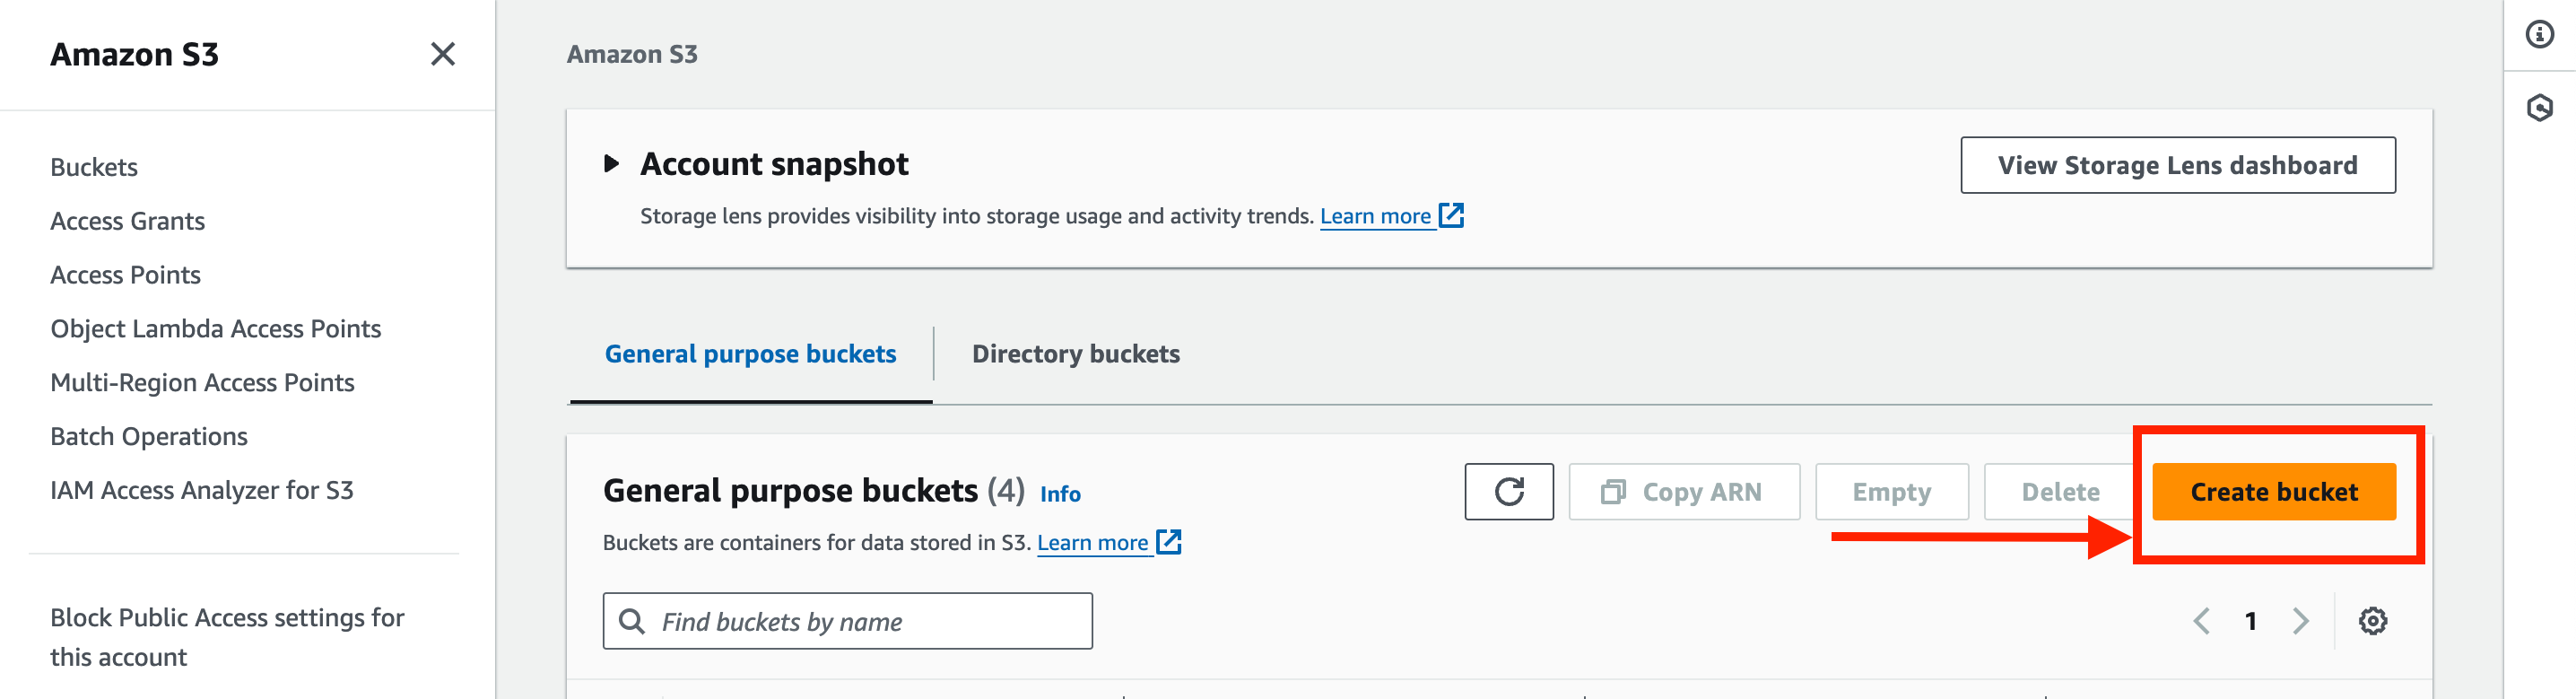 Amazon S3
Buckets
Access Grants
Access Points
Object Lambda Access Points
Multi-Region Access Points
Batch Operations
IAM Access Analyzer for S3
Block Public Access settings for
this account
Amazon S3
Account snapshot
View Storage Lens dashboard
Storage lens provides visibility into storage usage and activity trends. Learn more
General purpose buckets
Directory buckets
General purpose buckets (4) Info
Copy ARN
Empty
Delete
Create bucket
Buckets are containers for data stored in S3. Learn more
Find buckets by name
1